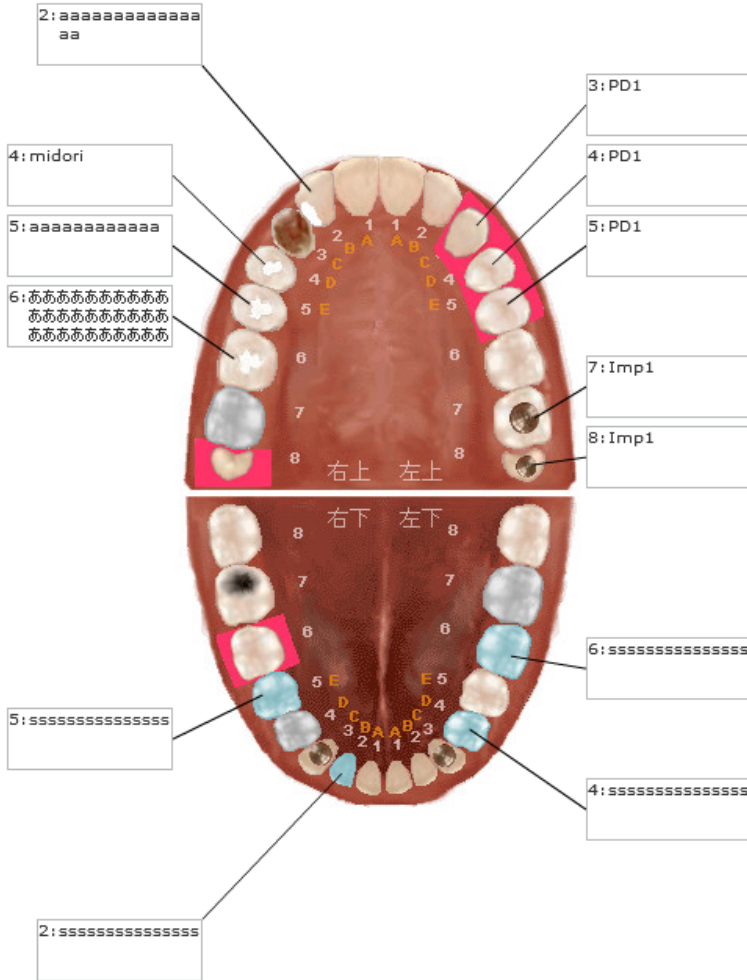 2:aaaaaaaaaaaaa
aa
3:PD1
4:midori
4:PD1
5:aaaaaaaaaaaa
5:PD1
6:ああああああああああ
ああああああああああ
ああああああああああ
7:Imp1
8:Imp1
1 1
2 2
A A
B B
3 3
C C
4 4
D D
5 E E 5
6 6
7 7
8 8
右上 左上
右下 左下
8 8
7 7
6 6
5 E E 5
D D
4 4
C C
3 B B 3
2 A A 2
1 1
6:sssssssssssssss
5:sssssssssssssss
4:sssssssssssssss
2:sssssssssssssss